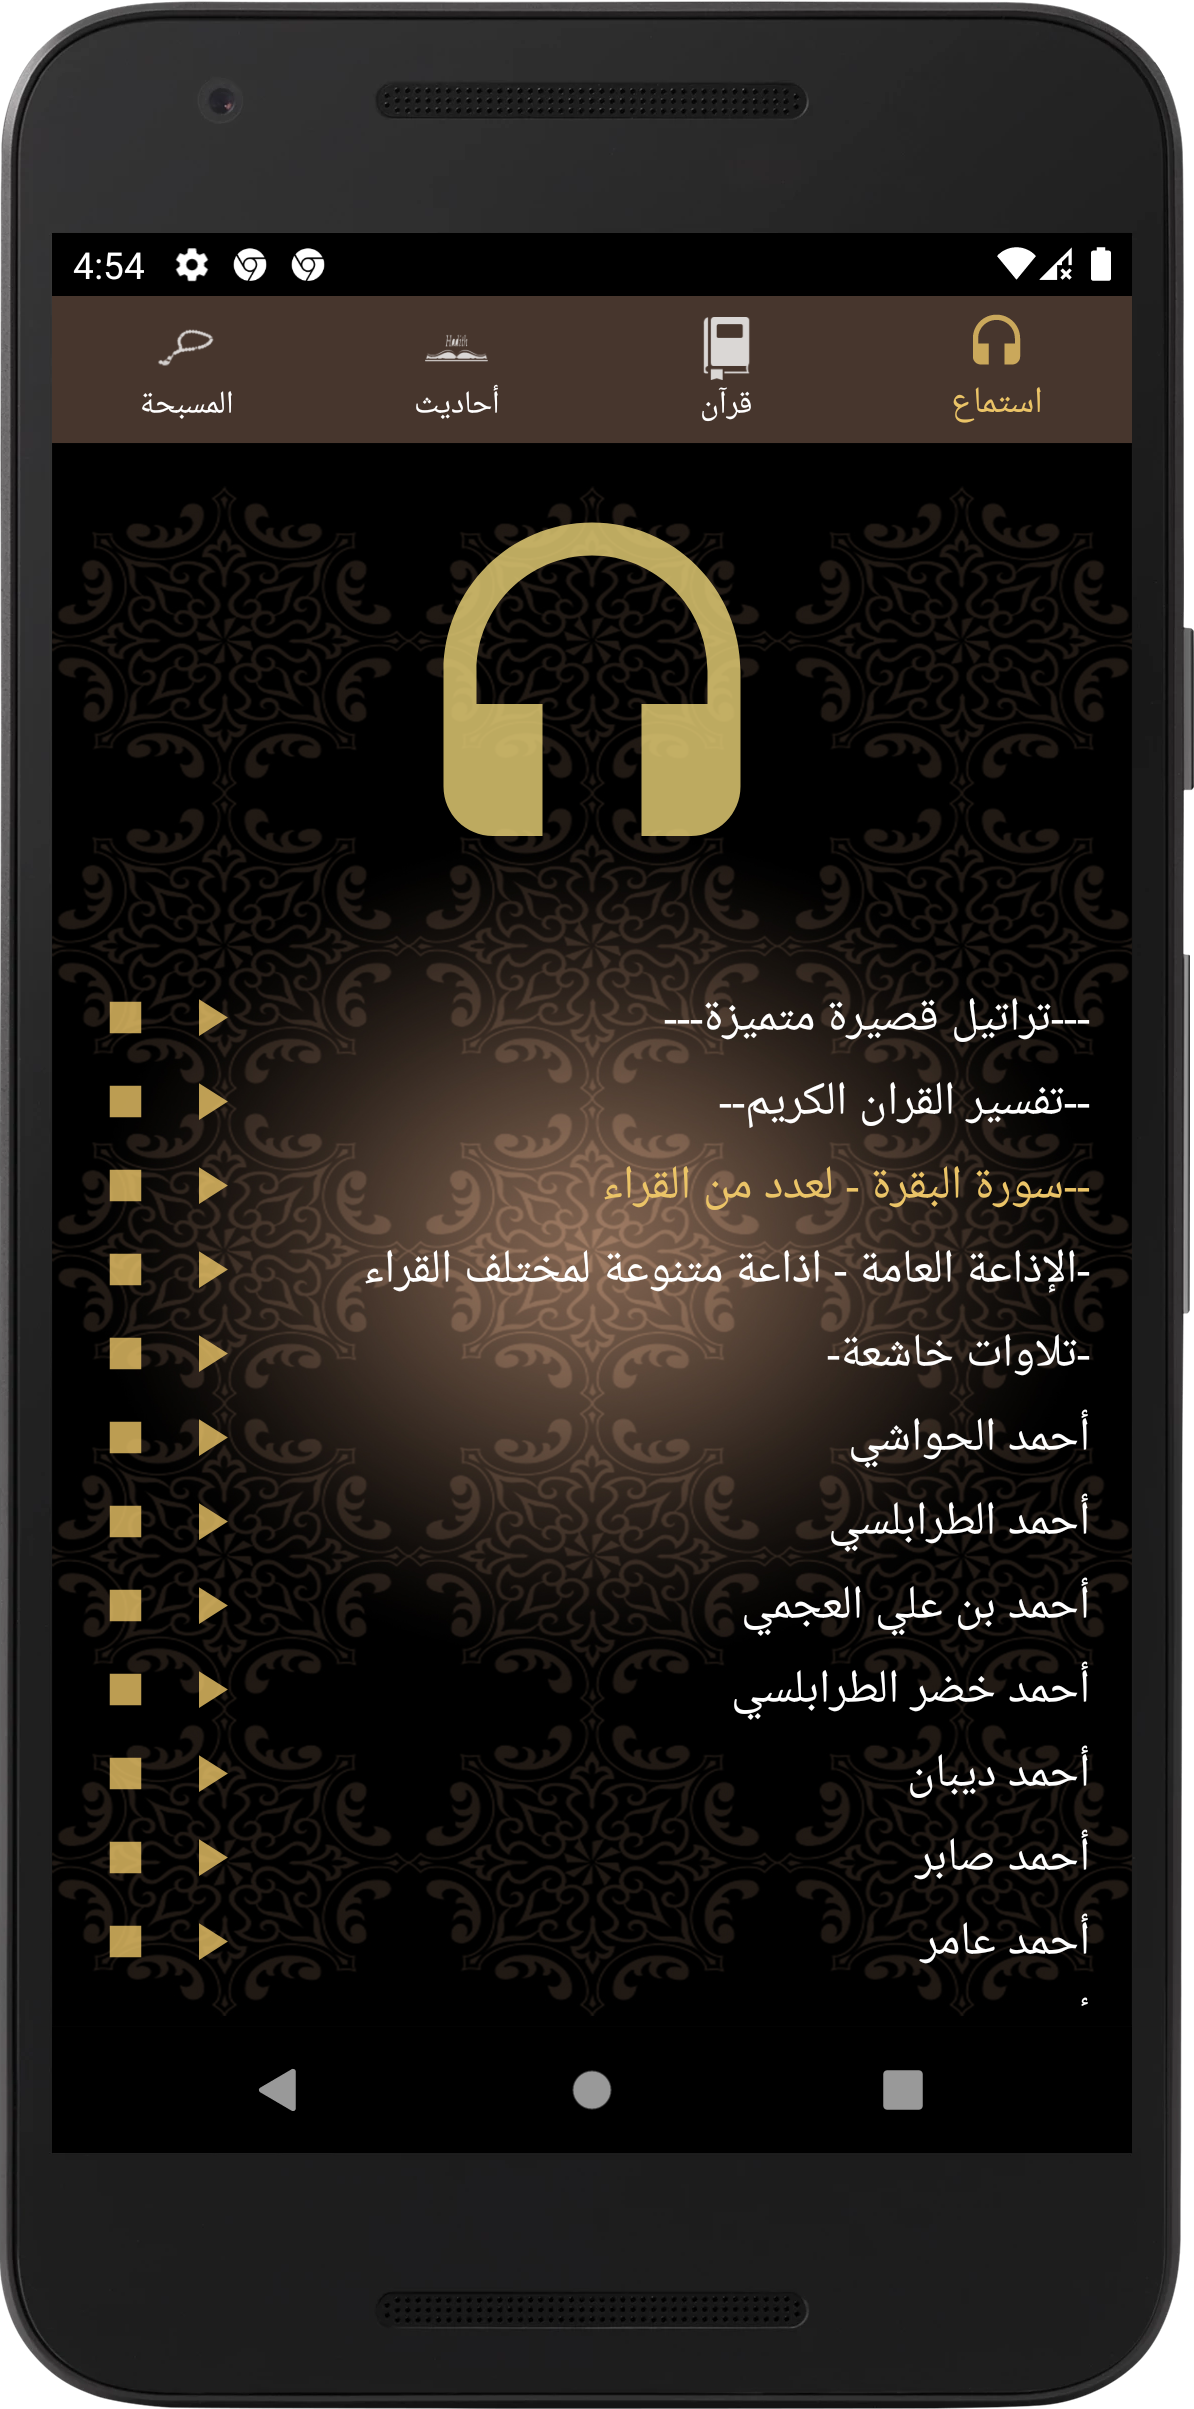 4:54
استماع
قرآن
Hadith
أحاديث
المسبحة
---تراتيل قصيرة متميزة---
--تفسير القران الكريم--
--سورة البقرة - لعدد من القراء
-الإذاعة العامة - اذاعة متنوعة لمختلف القراء
-تلاوات خاشعة-
أحمد الحواشي
أحمد الطرابلسي
أحمد بن علي العجمي
أحمد خضر الطرابلسي
أحمد ديبان
أحمد صابر
أحمد عامر